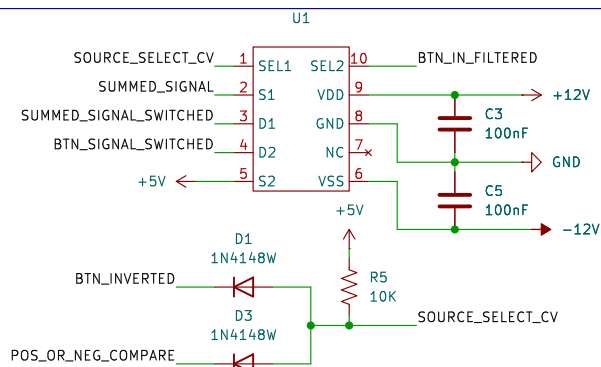 U1
SOURCE_SELECT_CV 1 SEL1 SEL2 10 BTN_IN_FILTERED
SUMMED_SIGNAL 2 S1 VDD 9 +12V
SUMMED_SIGNAL_SWITCHED 3 D1 GND 8
C3
100nF
BTN_SIGNAL_SWITCHED 4 D2 NC 7
GND
+5V 5 S2 VSS 6
C5
100nF
+5V
-12V
D1
1N4148W
BTN_INVERTED
R5
10K
D3
1N4148W
SOURCE_SELECT_CV
POS_OR_NEG_COMPARE